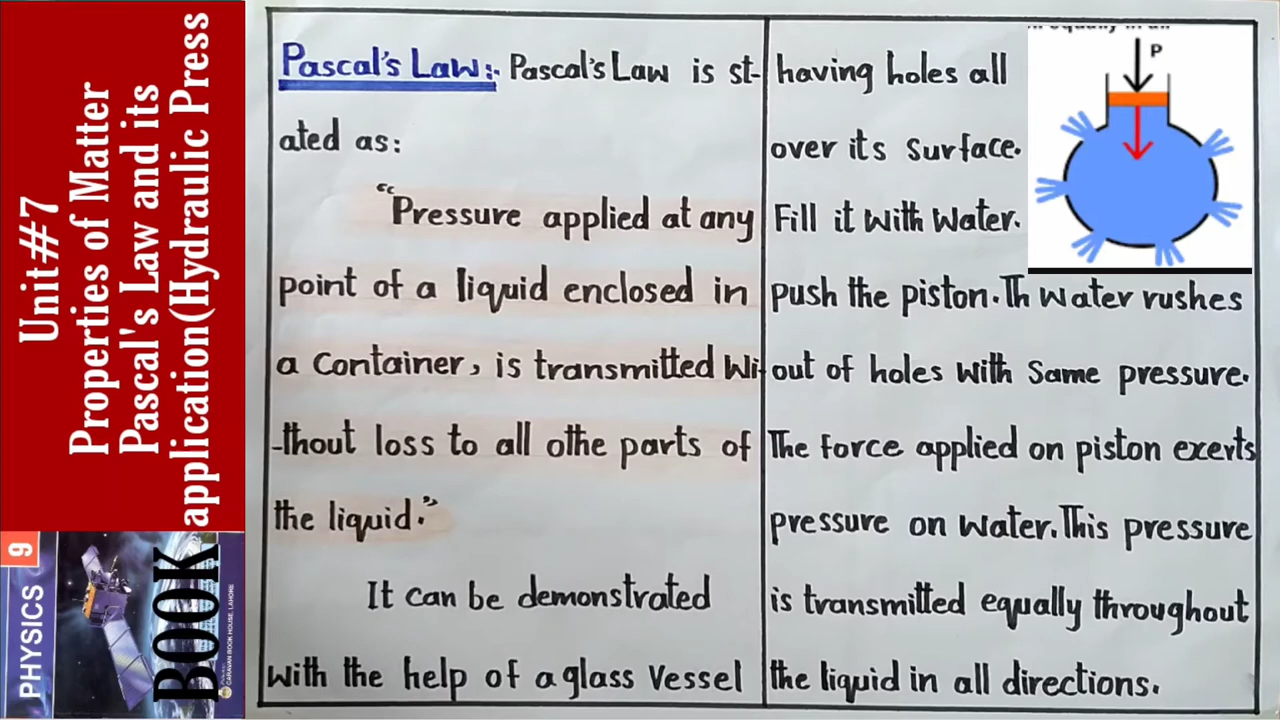 Unit#7
Properties of Matter
Pascal's Law and its
application(Hydraulic Press
PHYSICS 9
BOOK
CARAVAN BOOK HOUSE, LAHORE
Pascal's Law:- Pascal's Law is st-
ated as:
“Pressure applied at any
point of a liquid enclosed in
a Container, is transmitted Wi-
-thout loss to all othe parts of
the liquid.”
It can be demonstrated
With the help of a glass Vessel
having holes all
over its Surface.
Fill it With Water.
push the piston. Th Water rushes
out of holes With Same pressure.
The force applied on piston exerts
pressure on Water. This pressure
is transmitted equally throughout
the liquid in all directions.
P